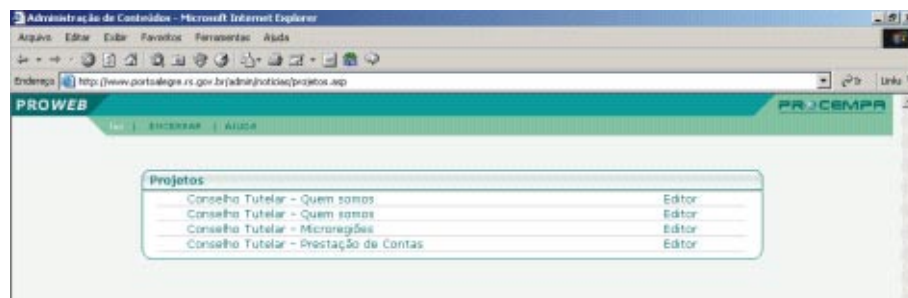 Administração de Conteúdos - Microsoft Internet Explorer
Arquivo Editar Exibir Favoritos Ferramentas Ajuda
Endereço http://www.portoalegre.rs.gov.br/admin/noticias/projetos.asp Ir Links
PROWEB PROCEMPA
| ENCERRAR | AJUDA
Projetos
Conselho Tutelar - Quem somos Editor
Conselho Tutelar - Quem somos Editor
Conselho Tutelar - Microregiões Editor
Conselho Tutelar - Prestação de Contas Editor